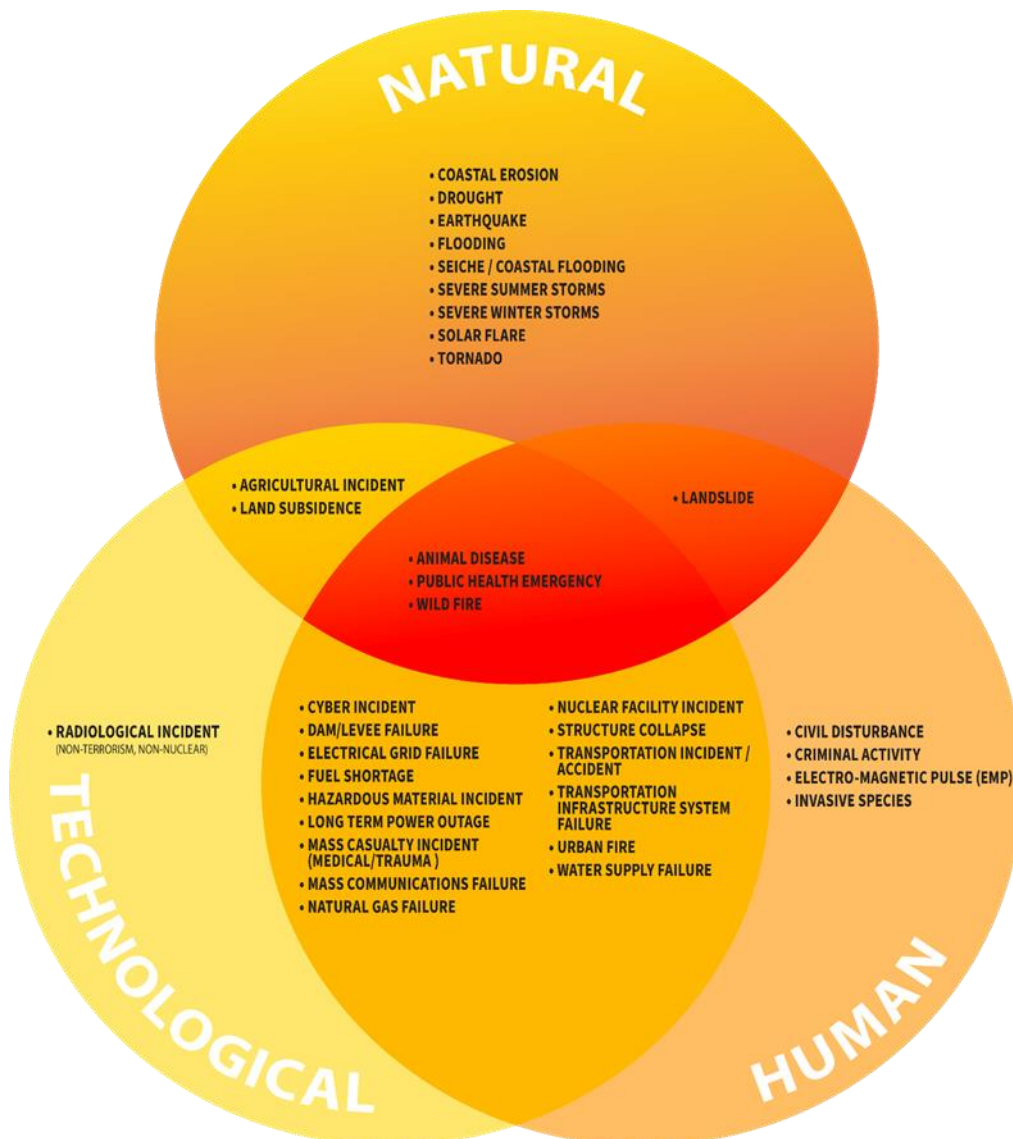 NATURAL
• COASTAL EROSION
• DROUGHT
• EARTHQUAKE
• FLOODING
• SEICHE / COASTAL FLOODING
• SEVERE SUMMER STORMS
• SEVERE WINTER STORMS
• SOLAR FLARE
• TORNADO
• AGRICULTURAL INCIDENT
• LAND SUBSIDENCE
• LANDSLIDE
• ANIMAL DISEASE
• PUBLIC HEALTH EMERGENCY
• WILD FIRE
• RADIOLOGICAL INCIDENT
(NON-TERRORISM, NON-NUCLEAR)
• CYBER INCIDENT
• DAM/LEVEE FAILURE
• ELECTRICAL GRID FAILURE
• FUEL SHORTAGE
• HAZARDOUS MATERIAL INCIDENT
• LONG TERM POWER OUTAGE
• MASS CASUALTY INCIDENT
(MEDICAL/TRAUMA )
• MASS COMMUNICATIONS FAILURE
• NATURAL GAS FAILURE
• NUCLEAR FACILITY INCIDENT
• STRUCTURE COLLAPSE
• TRANSPORTATION INCIDENT /
ACCIDENT
• TRANSPORTATION
INFRASTRUCTURE SYSTEM
FAILURE
• URBAN FIRE
• WATER SUPPLY FAILURE
• CIVIL DISTURBANCE
• CRIMINAL ACTIVITY
• ELECTRO-MAGNETIC PULSE (EMP)
• INVASIVE SPECIES
TECHNOLOGICAL
HUMAN